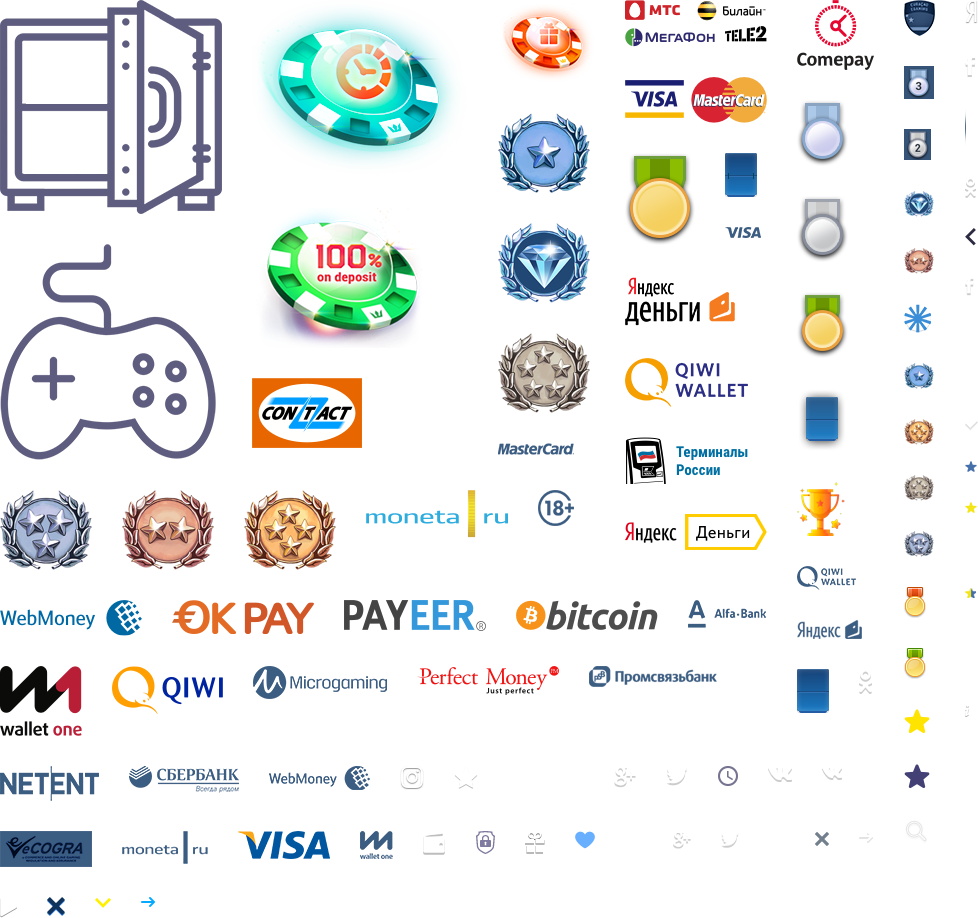 МТС
Билайн
МЕГАФОН
TELE2
Comepay
VISA
MasterCard
3
2
VISA
100%
on deposit
Яндекс
деньги
QIWI
WALLET
CONTACT
MasterCard
Терминалы
России
moneta ru
18+
Яндекс
Деньги
QIWI
WALLET
WebMoney
OKPAY
PAYEER®
bitcoin
Alfa·Bank
Яндекс
wallet one
QIWI
Microgaming
Perfect Money TM
Just perfect
Промсвязьбанк
NETENT
СБЕРБАНК
Всегда рядом
WebMoney
g+
eCOGRA
moneta ru
VISA
wallet one
g+